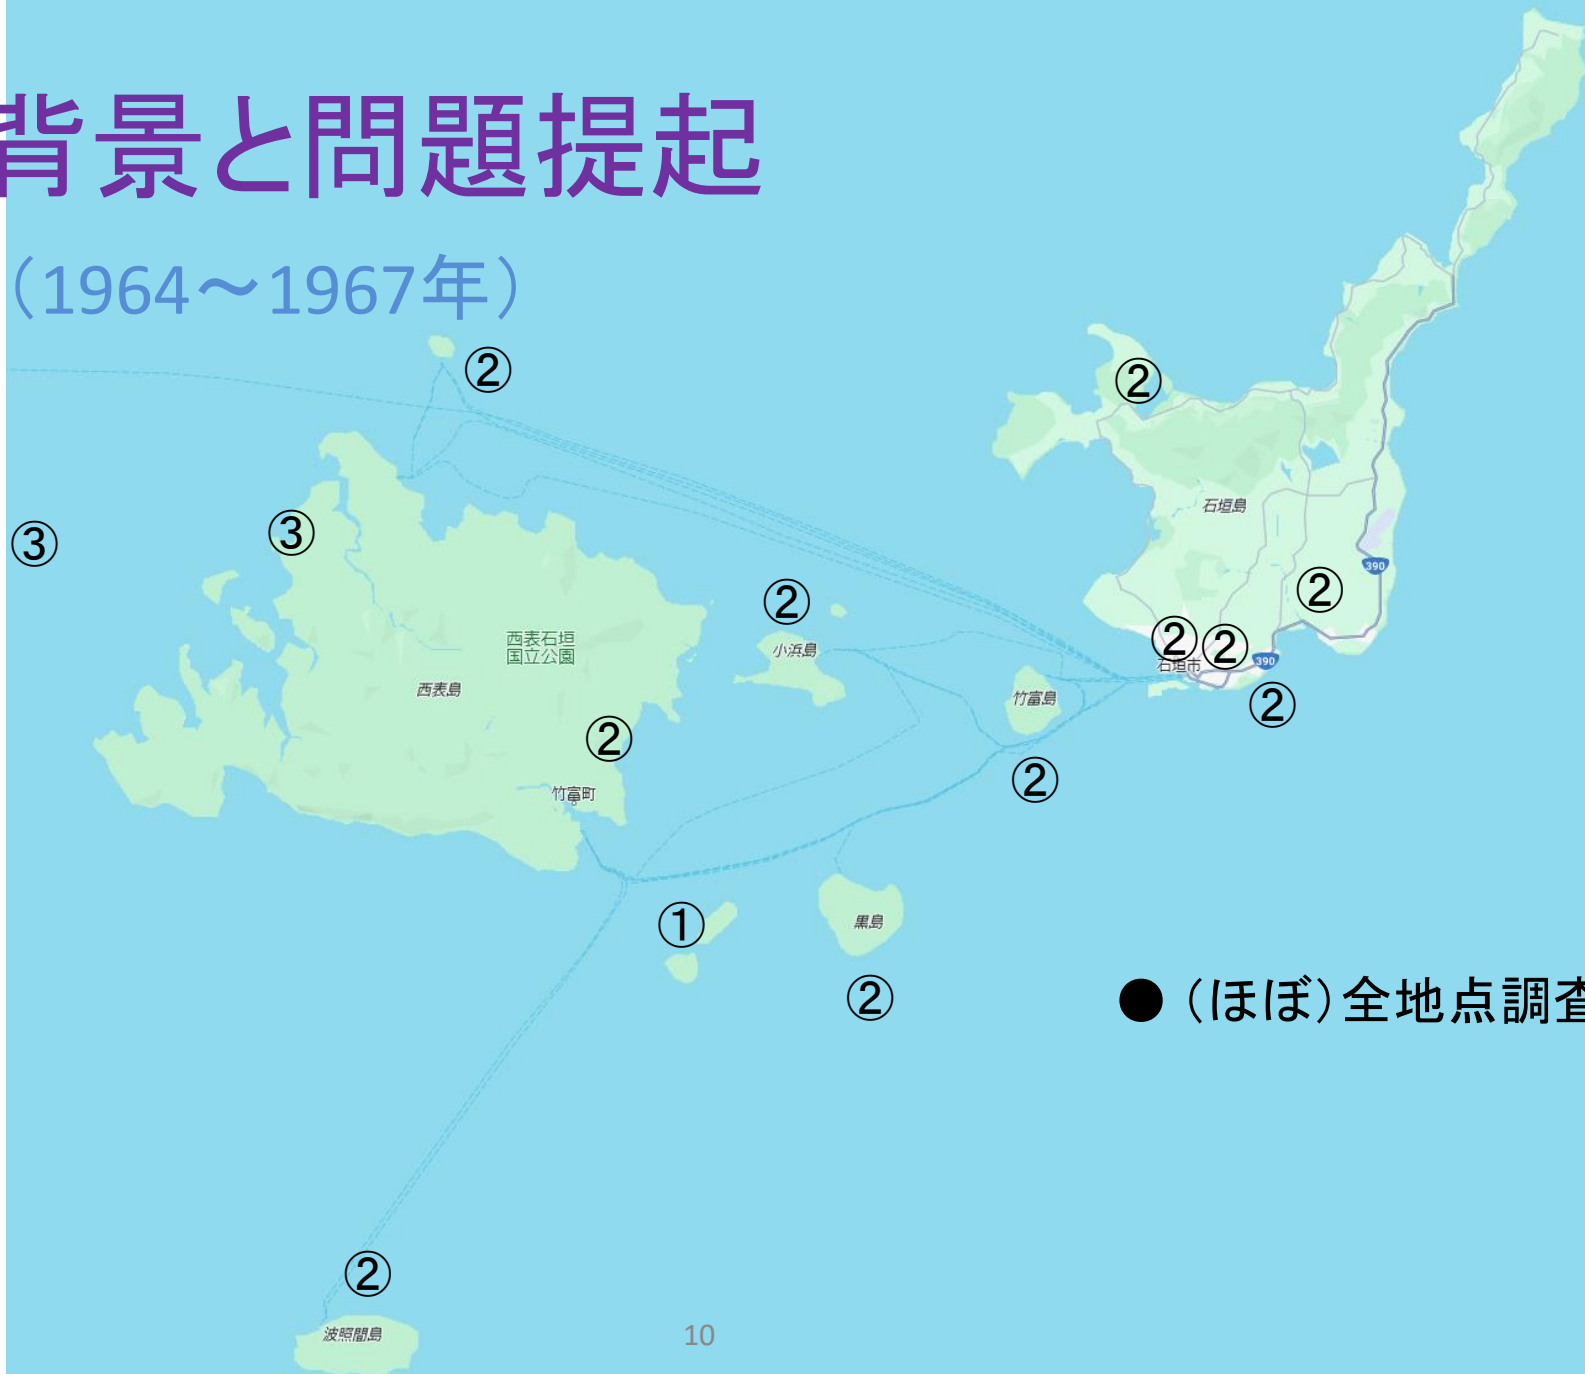 背景と問題提起
（1964～1967年）
②
②
石垣島
③
③
390
②
②
西表石垣
国立公園
小浜島
②
②
390
石垣市
西表島
竹富島
②
②
②
竹富町
①
黒島
②
●（ほぼ）全地点調査
②
波照間島
10